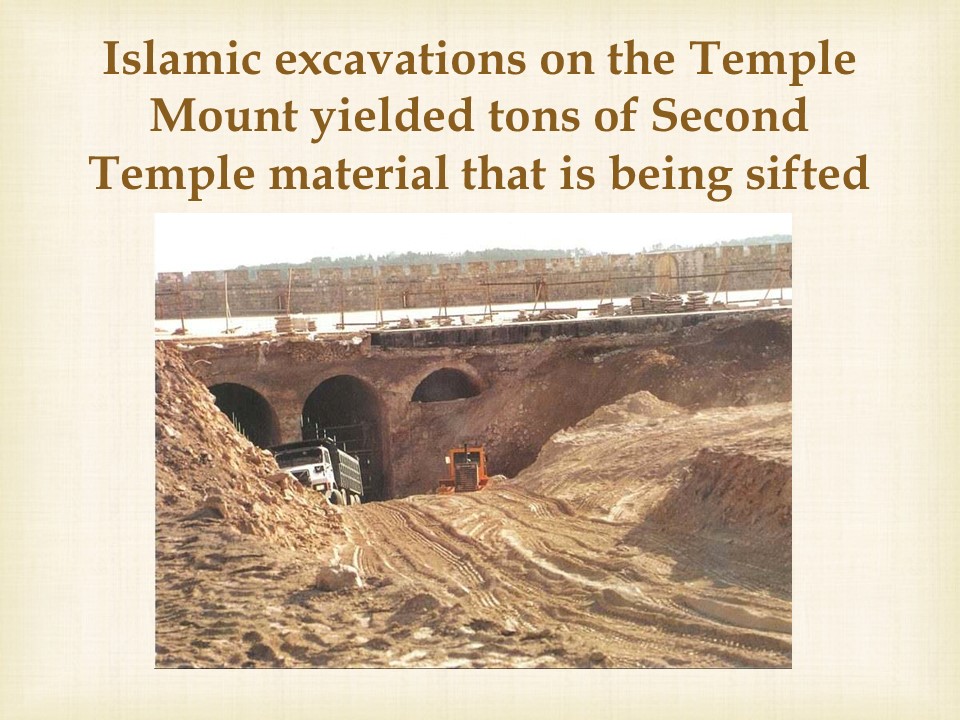 Islamic excavations on the Temple
Mount yielded tons of Second
Temple material that is being sifted